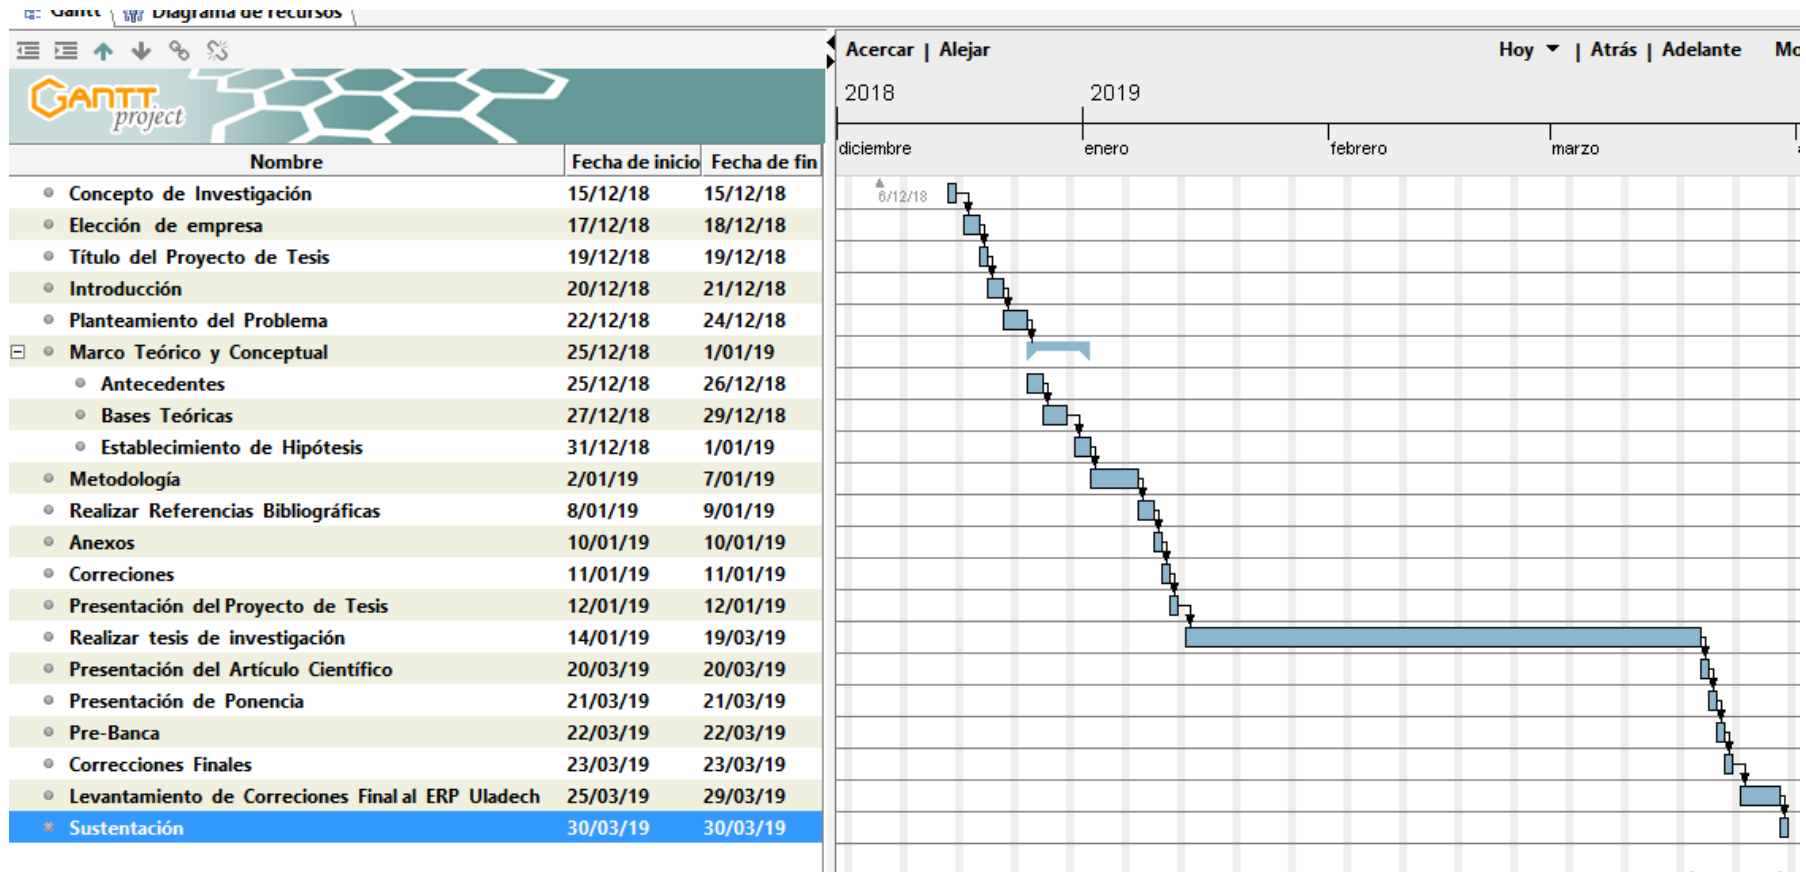 Gantt Diagrama de recursos
Acercar | Alejar Hoy | Atrás | Adelante Mo
GANTT
project
2018 2019
diciembre enero febrero marzo a
Nombre Fecha de inicio Fecha de fin
6/12/18
Concepto de Investigación 15/12/18 15/12/18
Elección de empresa 17/12/18 18/12/18
Título del Proyecto de Tesis 19/12/18 19/12/18
Introducción 20/12/18 21/12/18
Planteamiento del Problema 22/12/18 24/12/18
Marco Teórico y Conceptual 25/12/18 1/01/19
Antecedentes 25/12/18 26/12/18
Bases Teóricas 27/12/18 29/12/18
Establecimiento de Hipótesis 31/12/18 1/01/19
Metodología 2/01/19 7/01/19
Realizar Referencias Bibliográficas 8/01/19 9/01/19
Anexos 10/01/19 10/01/19
Correciones 11/01/19 11/01/19
Presentación del Proyecto de Tesis 12/01/19 12/01/19
Realizar tesis de investigación 14/01/19 19/03/19
Presentación del Artículo Científico 20/03/19 20/03/19
Presentación de Ponencia 21/03/19 21/03/19
Pre-Banca 22/03/19 22/03/19
Correcciones Finales 23/03/19 23/03/19
Levantamiento de Correciones Final al ERP Uladech 25/03/19 29/03/19
Sustentación 30/03/19 30/03/19